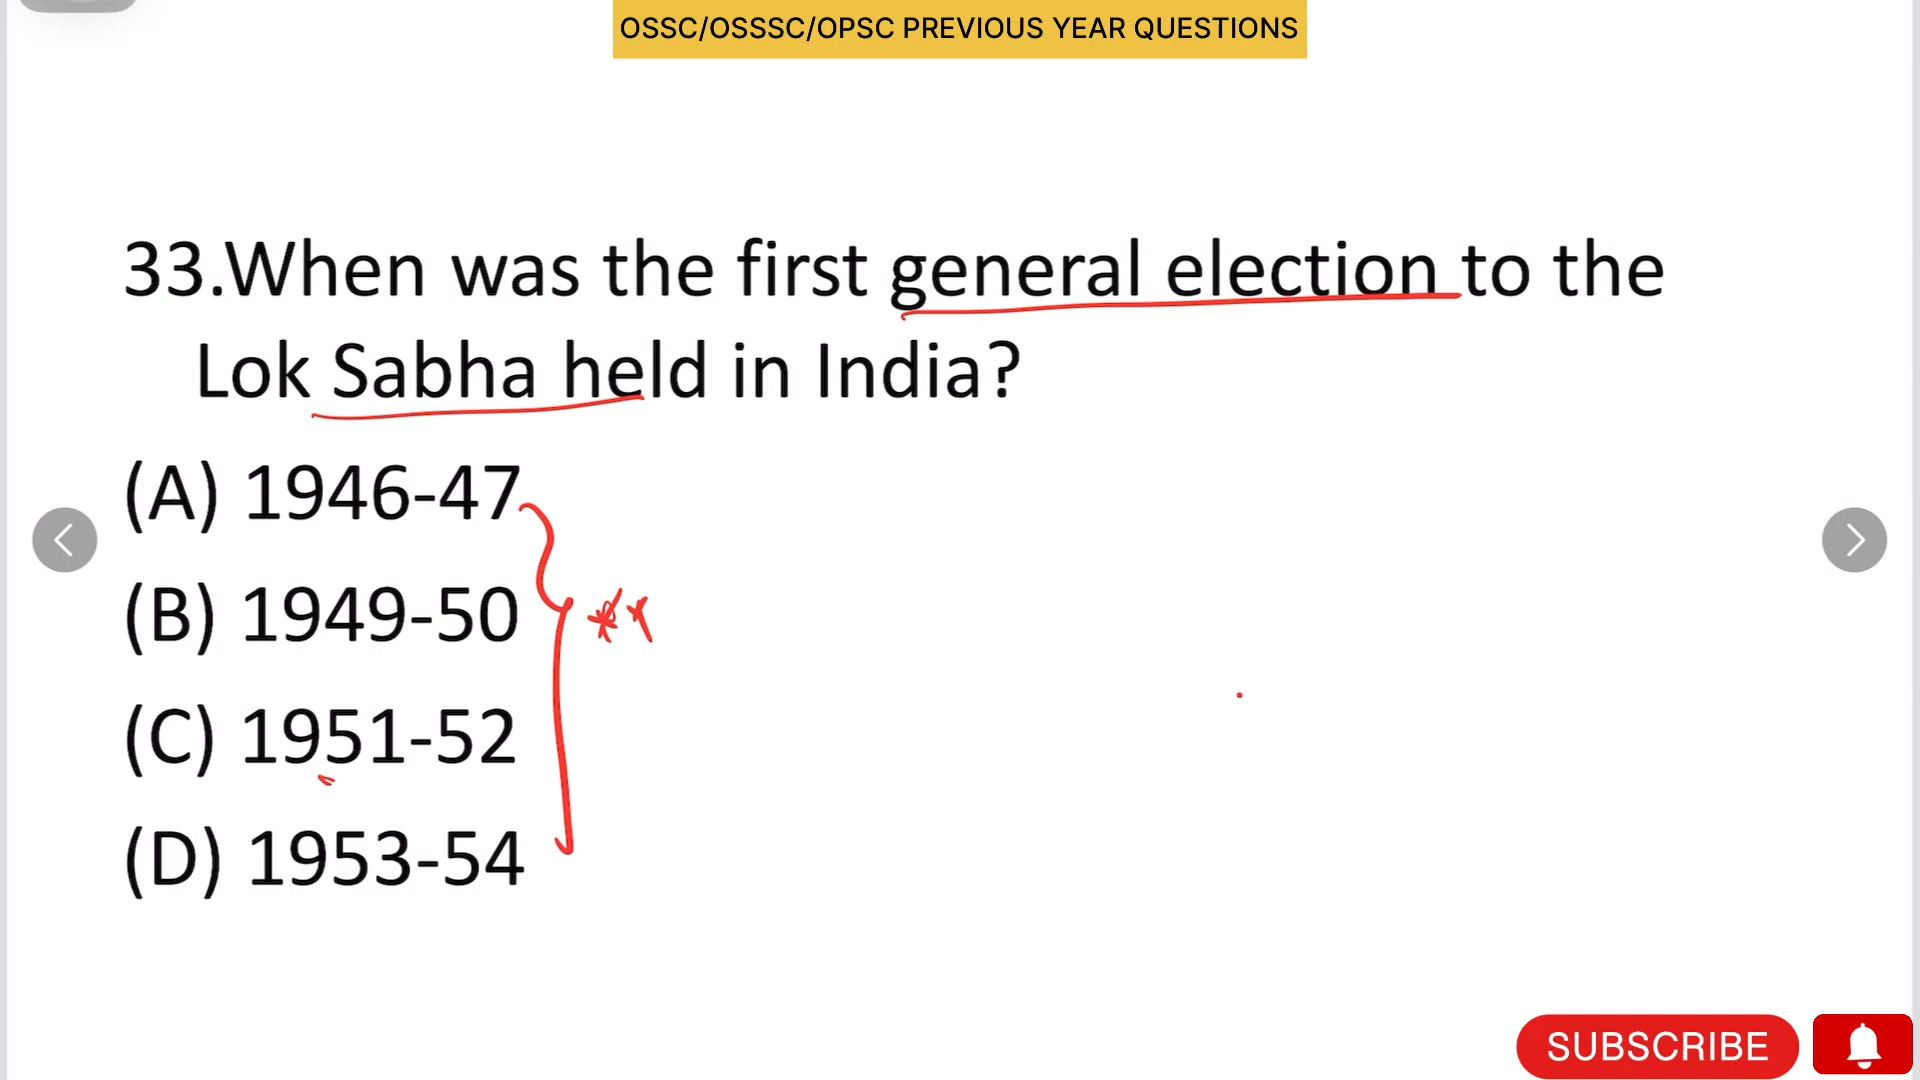 OSSC/OSSSC/OPSC PREVIOUS YEAR QUESTIONS
33.When was the first general election to the
Lok Sabha held in India?
(A) 1946-47
(B) 1949-50
(C) 1951-52
(D) 1953-54
SUBSCRIBE